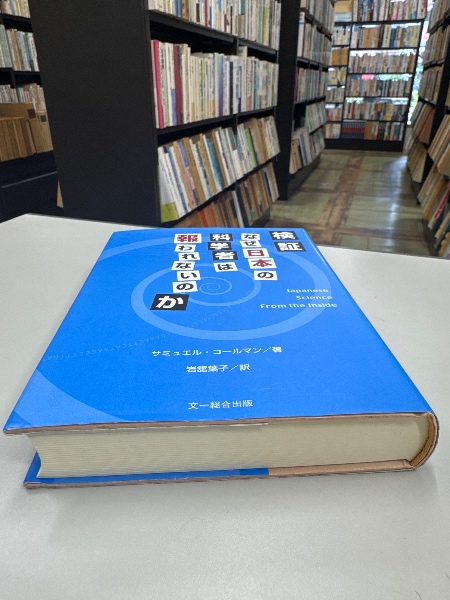 検証
なぜ日本の
科学者は
報われないのか
Japanese
Science
From the Inside
サミュエル・コールマン／著
岩舘葉子／訳
文一総合出版